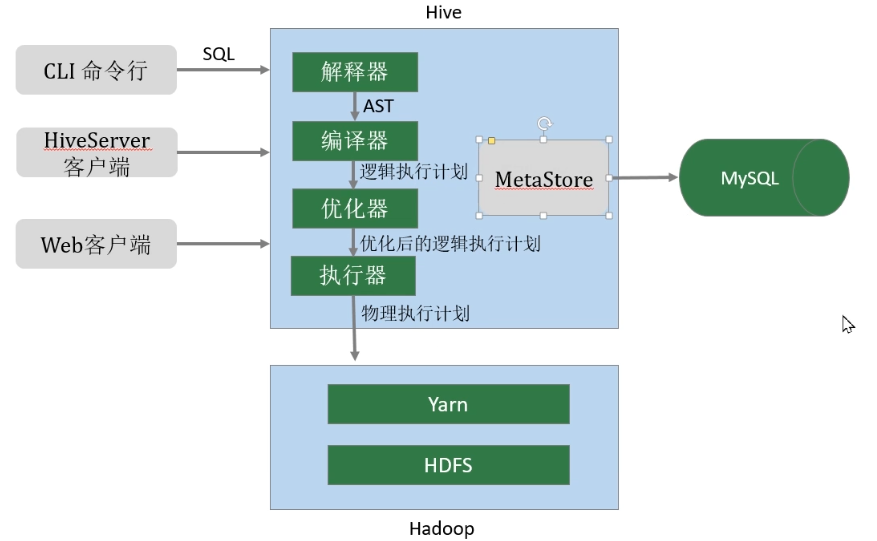 Hive
CLI 命令行
SQL
解释器
AST
HiveServer
客户端
编译器
逻辑执行计划
MetaStore
MySQL
优化器
Web客户端
优化后的逻辑执行计划
执行器
物理执行计划
Yarn
HDFS
Hadoop